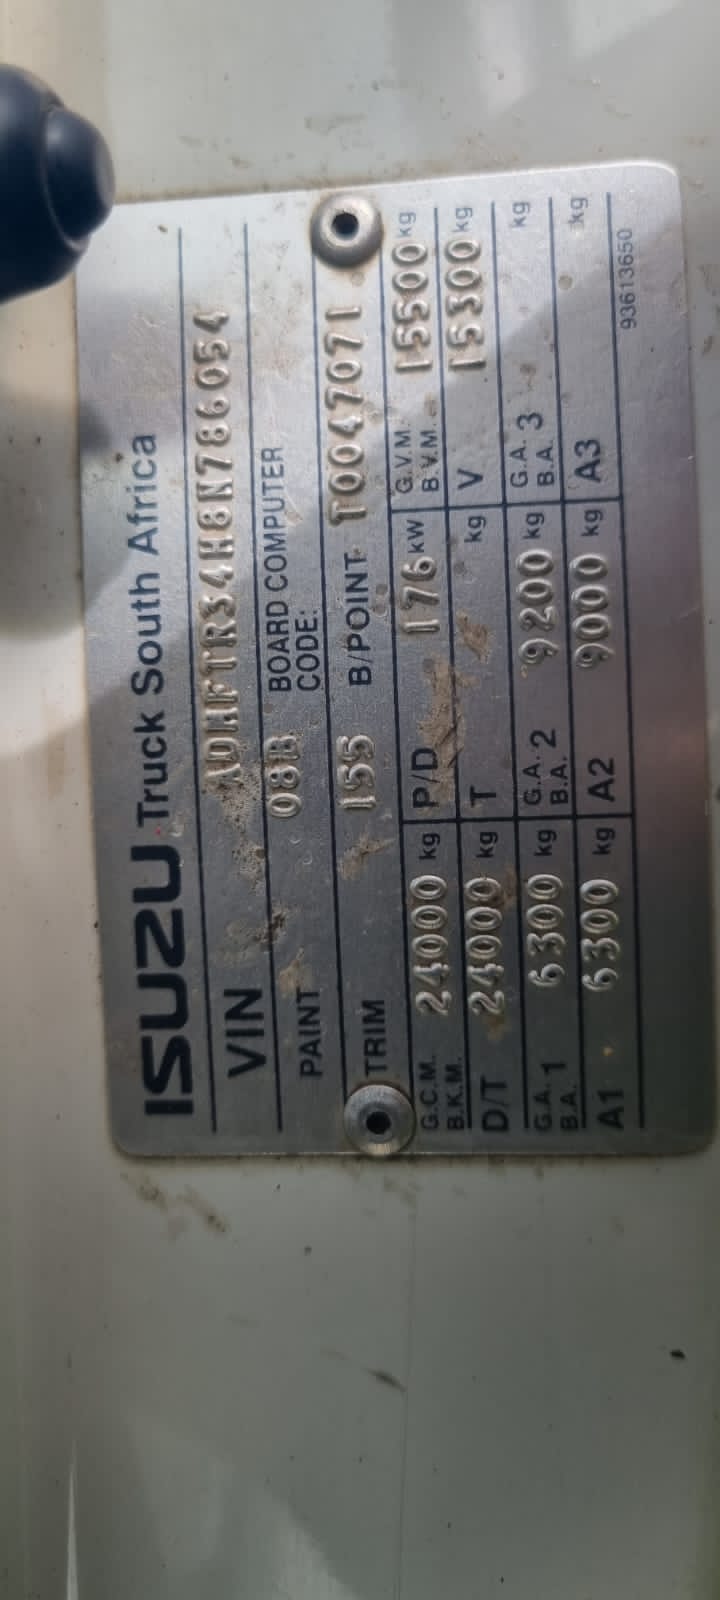 ISUZU Truck South Africa
VIN ADMFTR34H8N786054
PAINT 08B BOARD COMPUTER CODE:
TRIM 155 B/POINT T0047071
G.C.M. B.K.M. 24000 kg P/D 176 kW G.V.M. B.V.M. 15500 kg
D/T 24000 kg T kg V 15300 kg
G.A. B.A. 1 6300 kg G.A. B.A. 2 9200 kg G.A. B.A. 3 kg
A1 6300 kg A2 9000 kg A3 kg
93613650